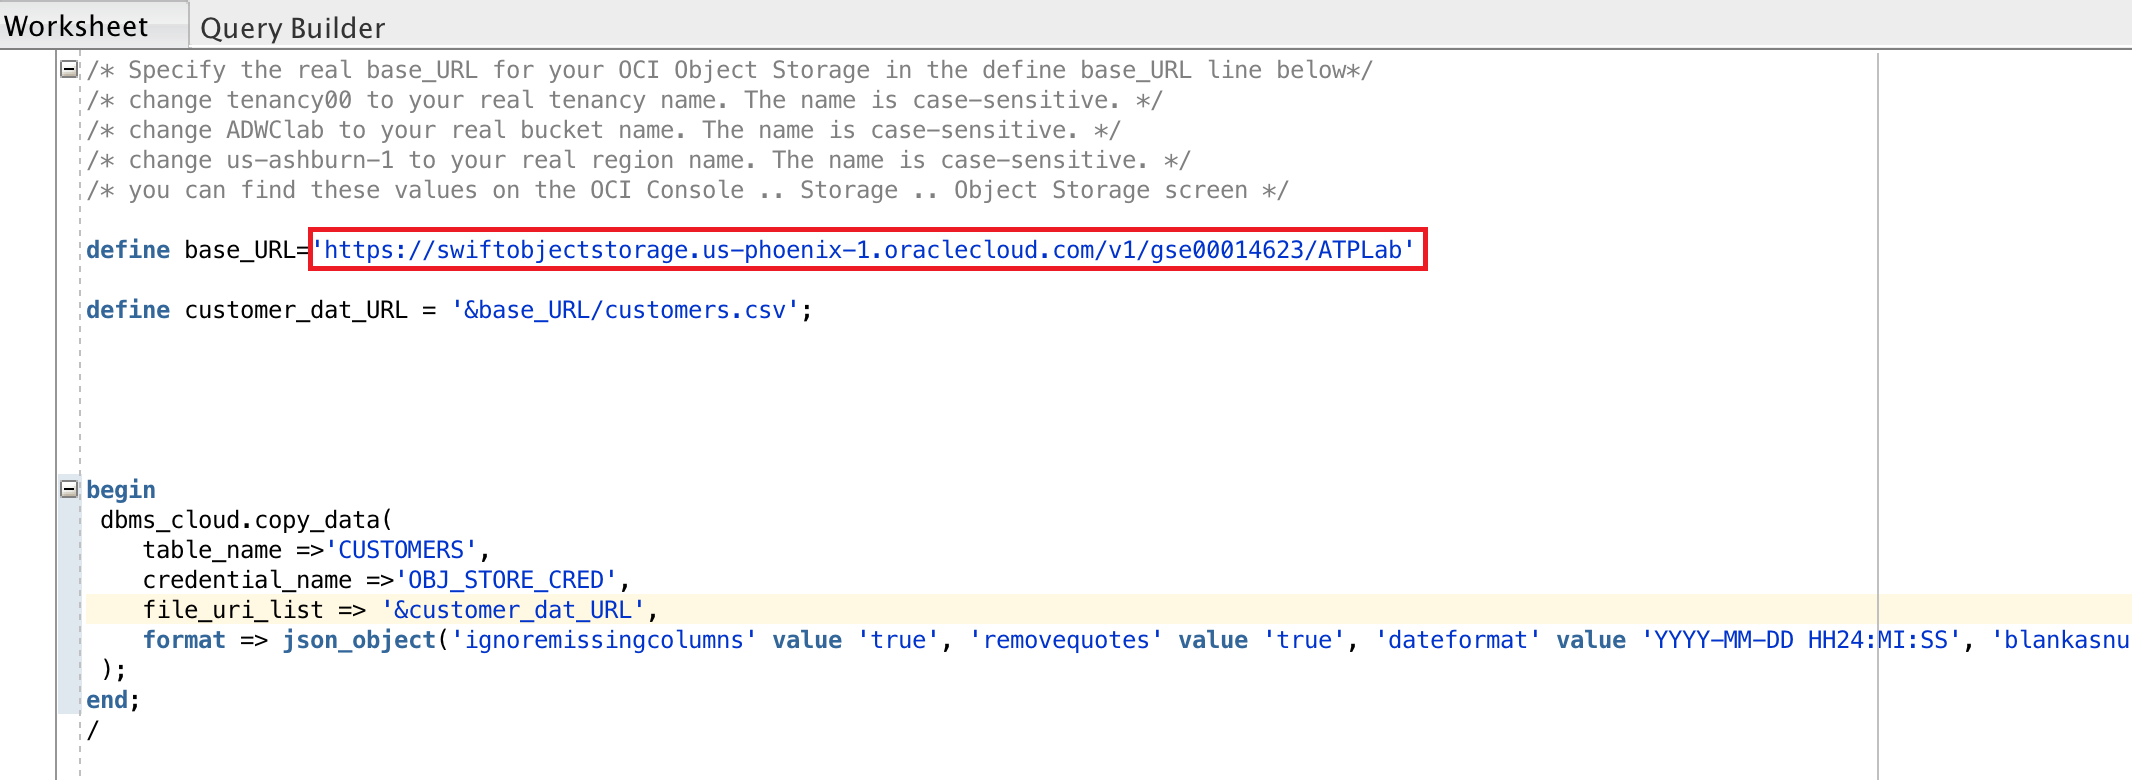 Worksheet Query Builder
/* Specify the real base_URL for your OCI Object Storage in the define base_URL line below*/
/* change tenancy00 to your real tenancy name. The name is case-sensitive. */
/* change ADWClab to your real bucket name. The name is case-sensitive. */
/* change us-ashburn-1 to your real region name. The name is case-sensitive. */
/* you can find these values on the OCI Console .. Storage .. Object Storage screen */
define base_URL='https://swiftobjectstorage.us-phoenix-1.oraclecloud.com/v1/gse00014623/ATPLab'
define customer_dat_URL = '&base_URL/customers.csv';
begin
dbms_cloud.copy_data(
table_name =>'CUSTOMERS',
credential_name =>'OBJ_STORE_CRED',
file_uri_list => '&customer_dat_URL',
format => json_object('ignoremissingcolumns' value 'true', 'removequotes' value 'true', 'dateformat' value 'YYYY-MM-DD HH24:MI:SS', 'blankasnu
);
end;
/